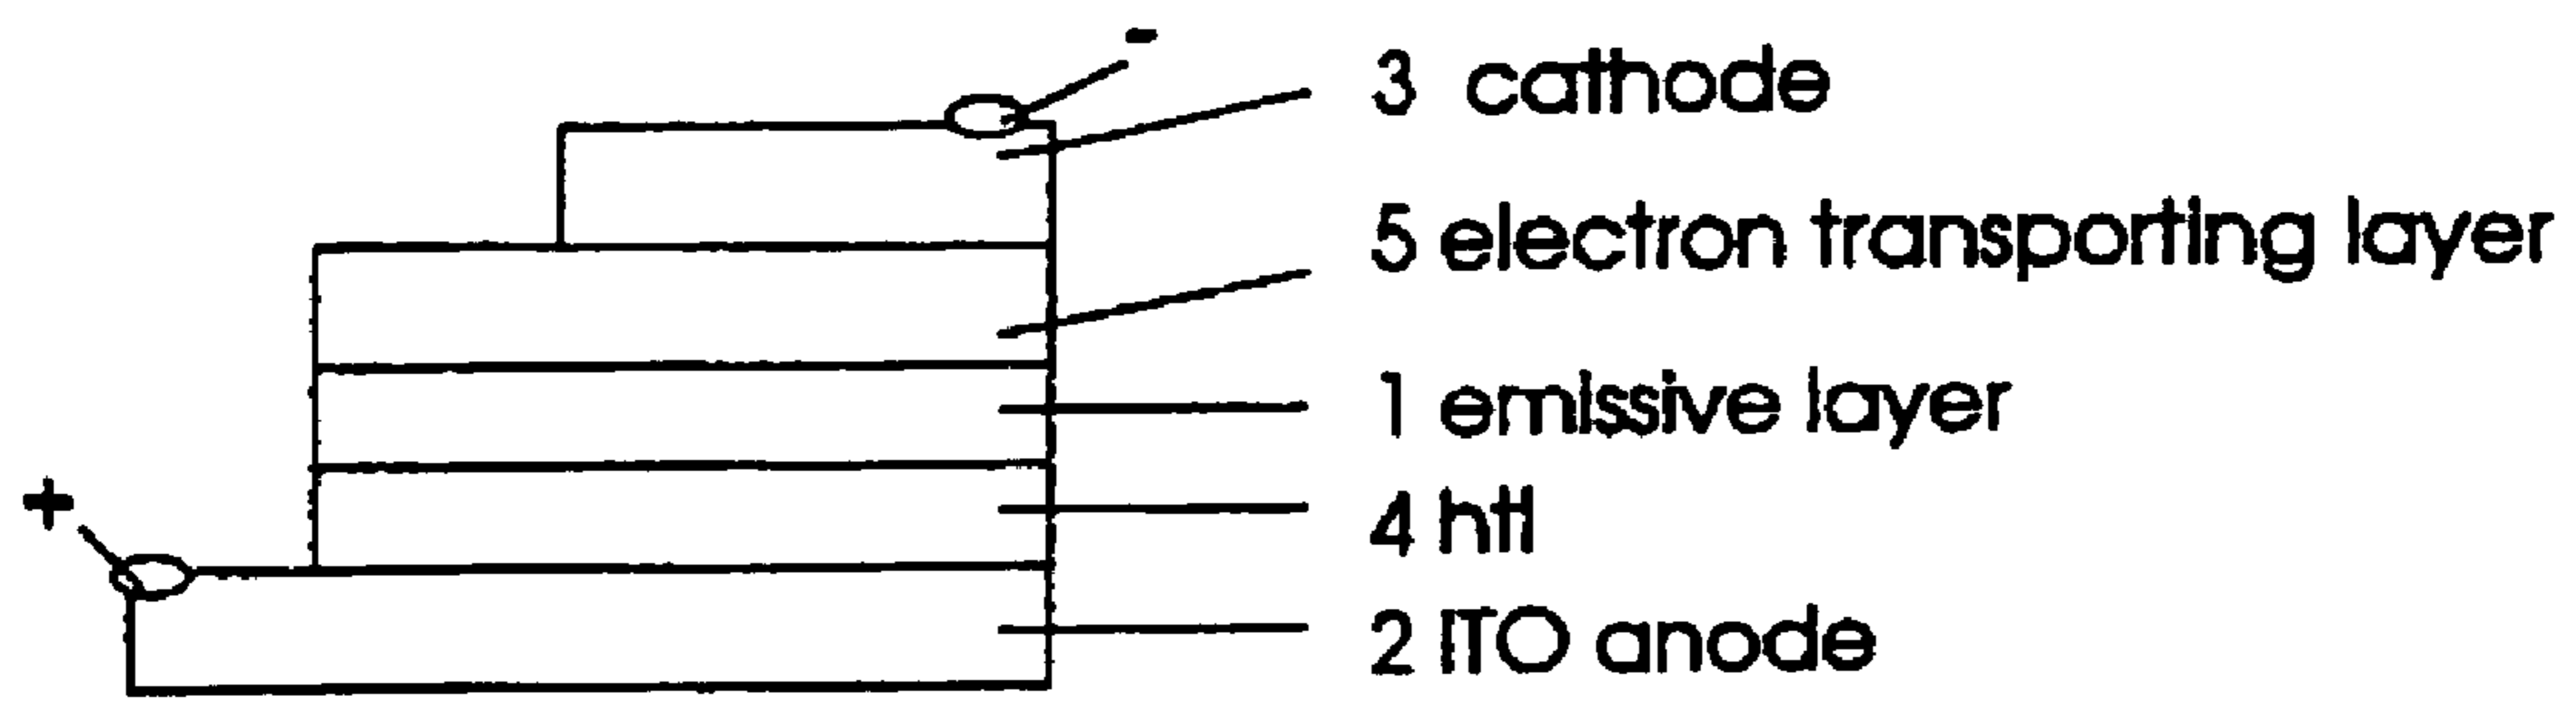 -
3 cathode
5 electron transporting layer
1 emissive layer
+
4 htl
2 ITO anode